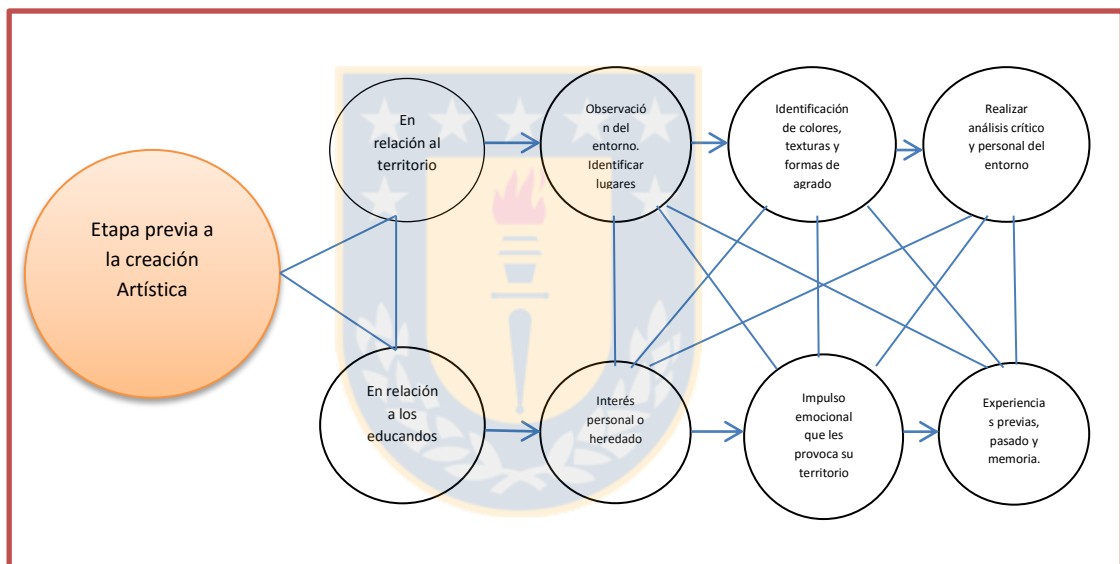 Etapa previa a
la creación
Artística
En
relación al
territorio
Observació
n del
entorno.
Identificar
lugares
Identificación
de colores,
texturas y
formas de
agrado
Realizar
análisis crítico
y personal del
entorno
En relación
a los
educandos
Interés
personal o
heredado
Impulso
emocional
que les
provoca su
territorio
Experiencia
s previas,
pasado y
memoria.